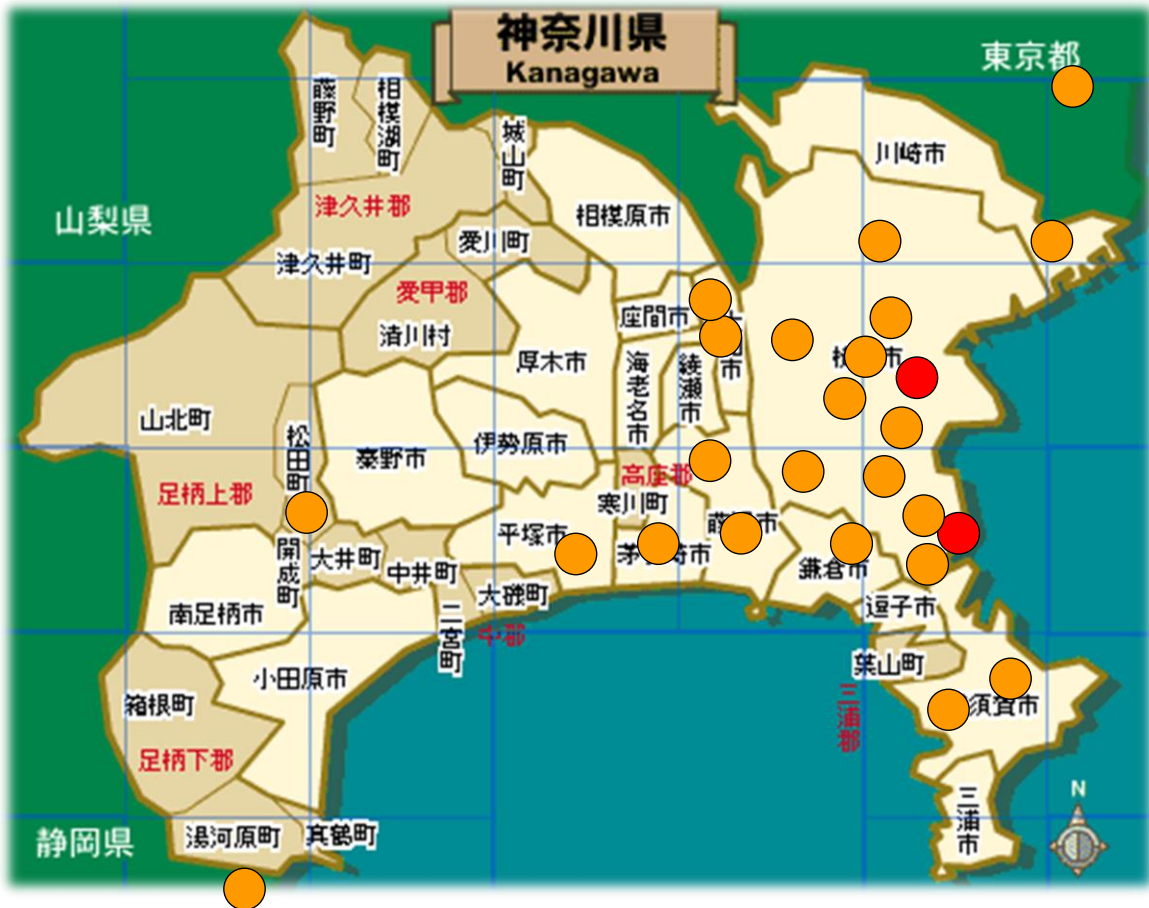 神奈川県
Kanagawa
東京都
藤野町
相模湖町
城山町
川崎市
津久井郡
山梨県
相模原市
愛川町
津久井町
愛甲郡
座間市
清川村
厚木市
海老名市
綾瀬市
山北町
松田町
秦野市
伊勢原市
高座郡
足柄上郡
寒川町
平塚市
開成町
大井町
中井町
鎌倉市
大磯町
南足柄市
逗子市
二宮町
中郡
葉山町
小田原市
箱根町
三浦郡
須賀市
足柄下郡
三浦市
N
静岡県
湯河原町
真鶴町